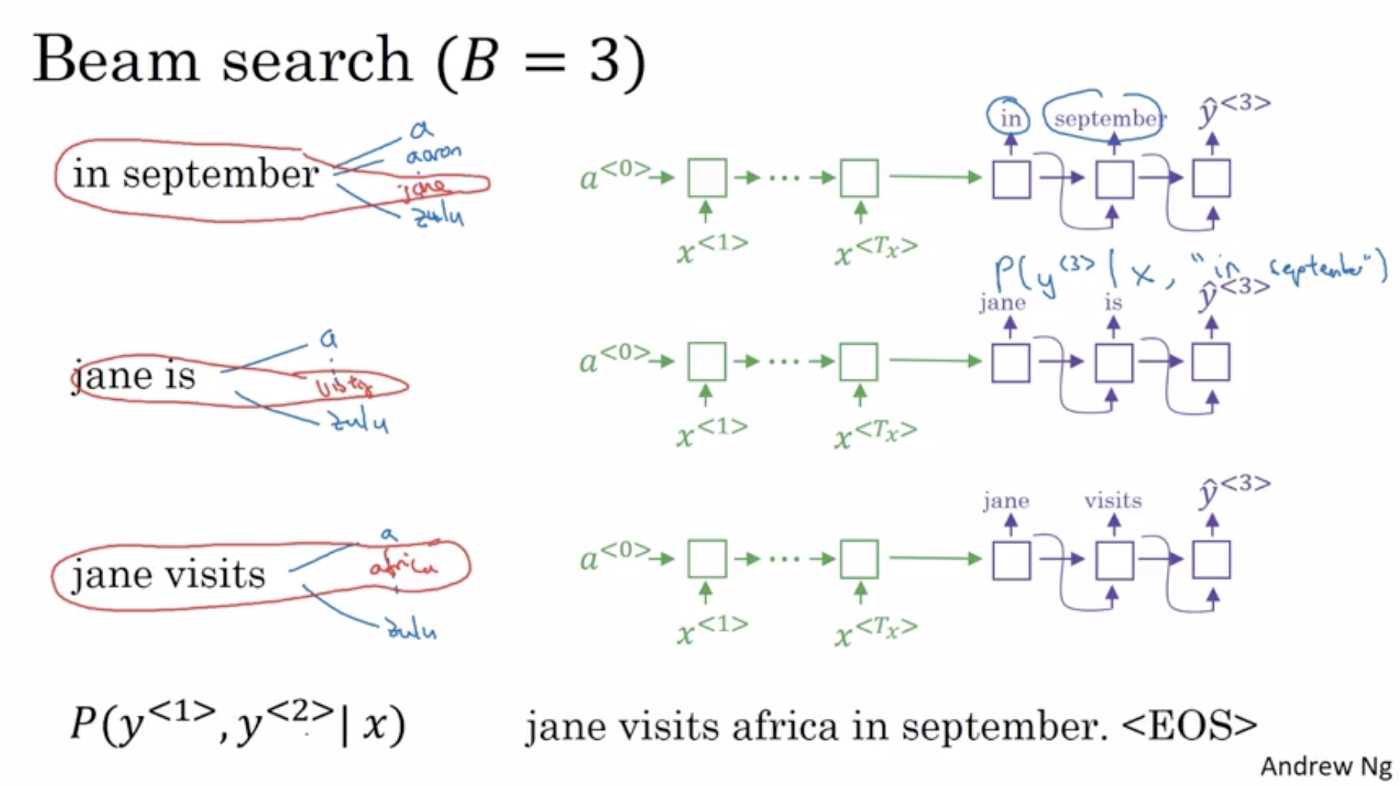 Beam search (B = 3)
in september
a
aaron
jane
zulu
in september ŷ<3>
a<0> ... x<1> x<Tx>
P(y<3> | x, "in september")
jane is
a
visits
zulu
jane is ŷ<3>
a<0> ... x<1> x<Tx>
jane visits
a
africa
zulu
jane visits ŷ<3>
a<0> ... x<1> x<Tx>
P(y<1>, y<2> | x)
jane visits africa in september. <EOS>
Andrew Ng